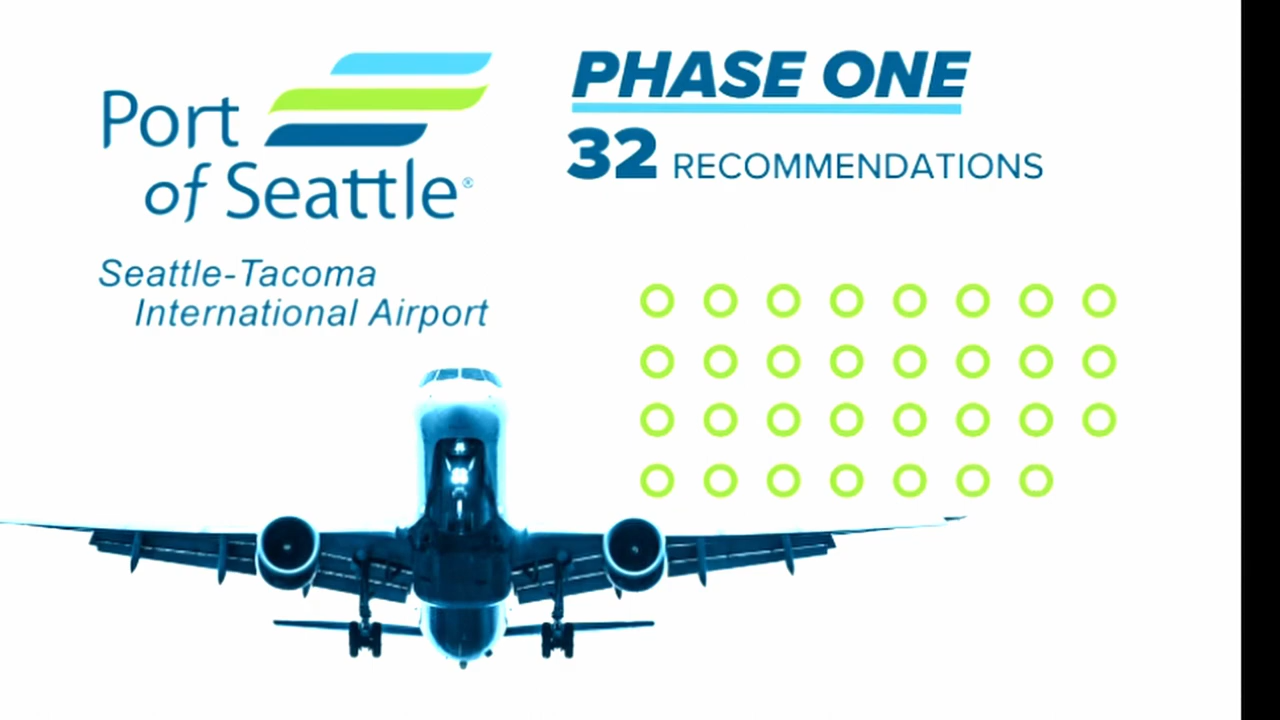 Port
of Seattle®
Seattle-Tacoma
International Airport
PHASE ONE
32 RECOMMENDATIONS